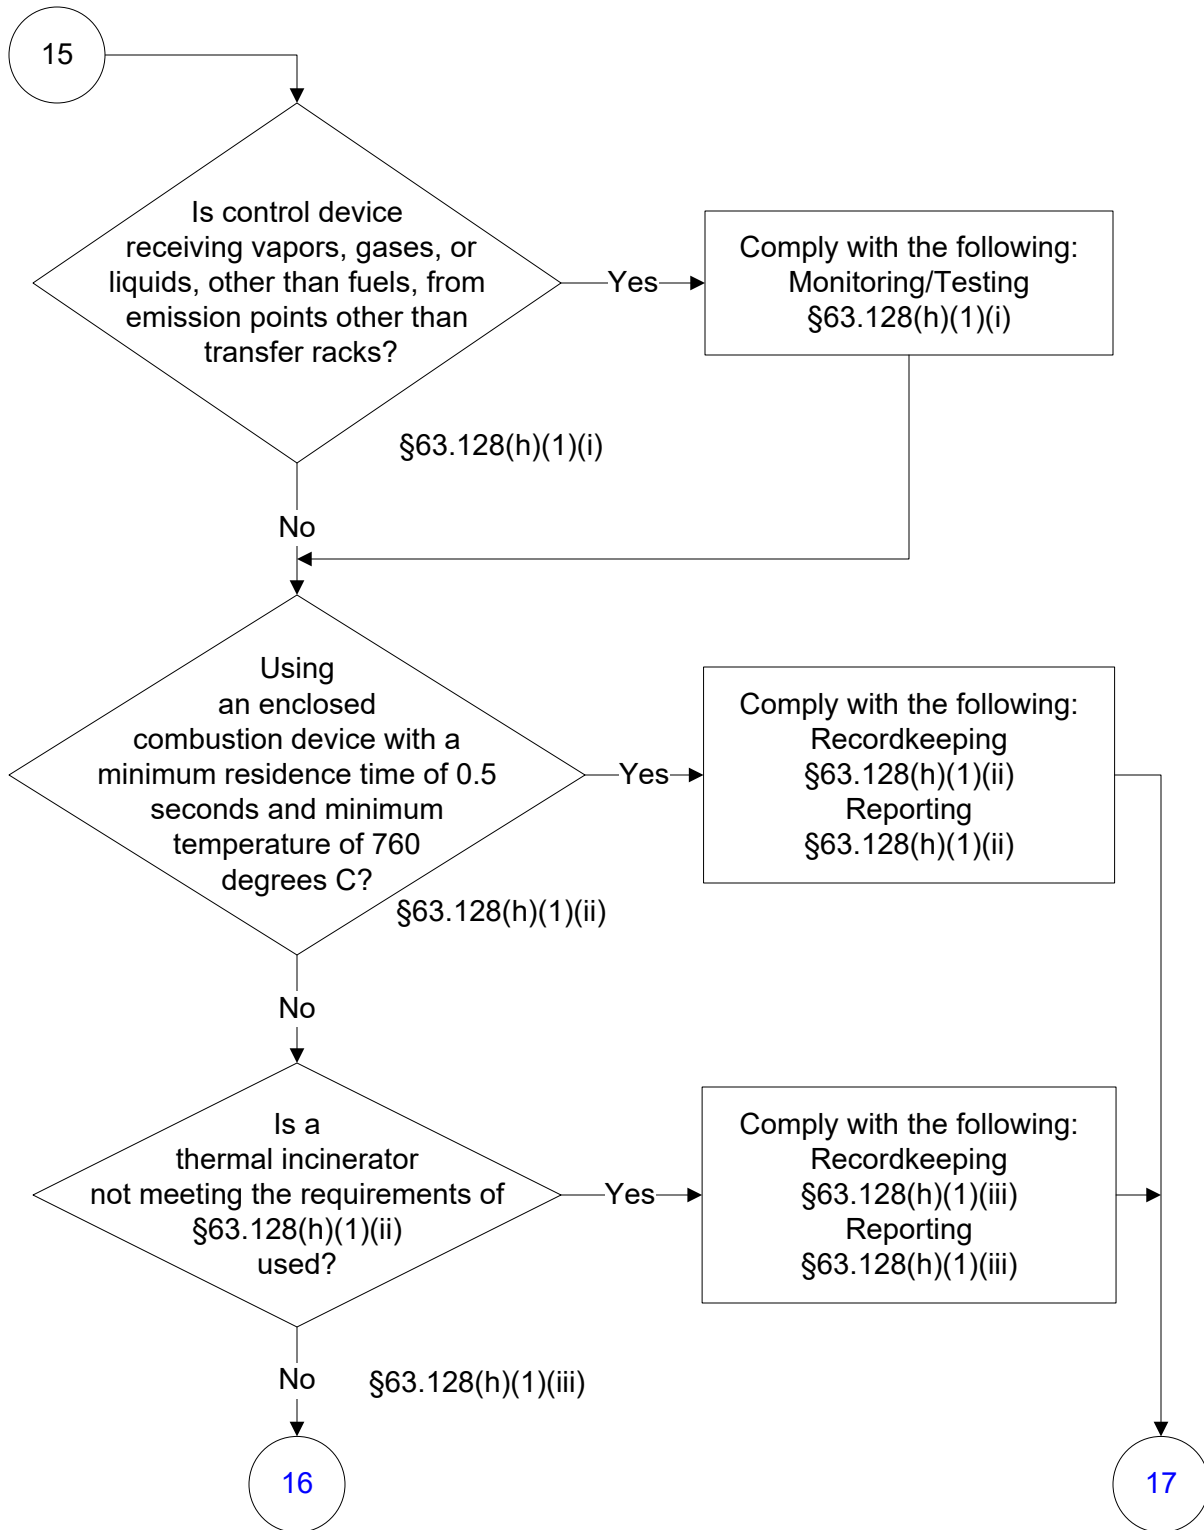 15
Is control device
receiving vapors, gases, or
liquids, other than fuels, from
emission points other than
transfer racks?
Yes
Comply with the following:
Monitoring/Testing
§63.128(h)(1)(i)
§63.128(h)(1)(i)
No
Using
an enclosed
combustion device with a
minimum residence time of 0.5
seconds and minimum
temperature of 760
degrees C?
Yes
Comply with the following:
Recordkeeping
§63.128(h)(1)(ii)
Reporting
§63.128(h)(1)(ii)
§63.128(h)(1)(ii)
No
Is a
thermal incinerator
not meeting the requirements of
§63.128(h)(1)(ii)
used?
Yes
Comply with the following:
Recordkeeping
§63.128(h)(1)(iii)
Reporting
§63.128(h)(1)(iii)
No
§63.128(h)(1)(iii)
16
17